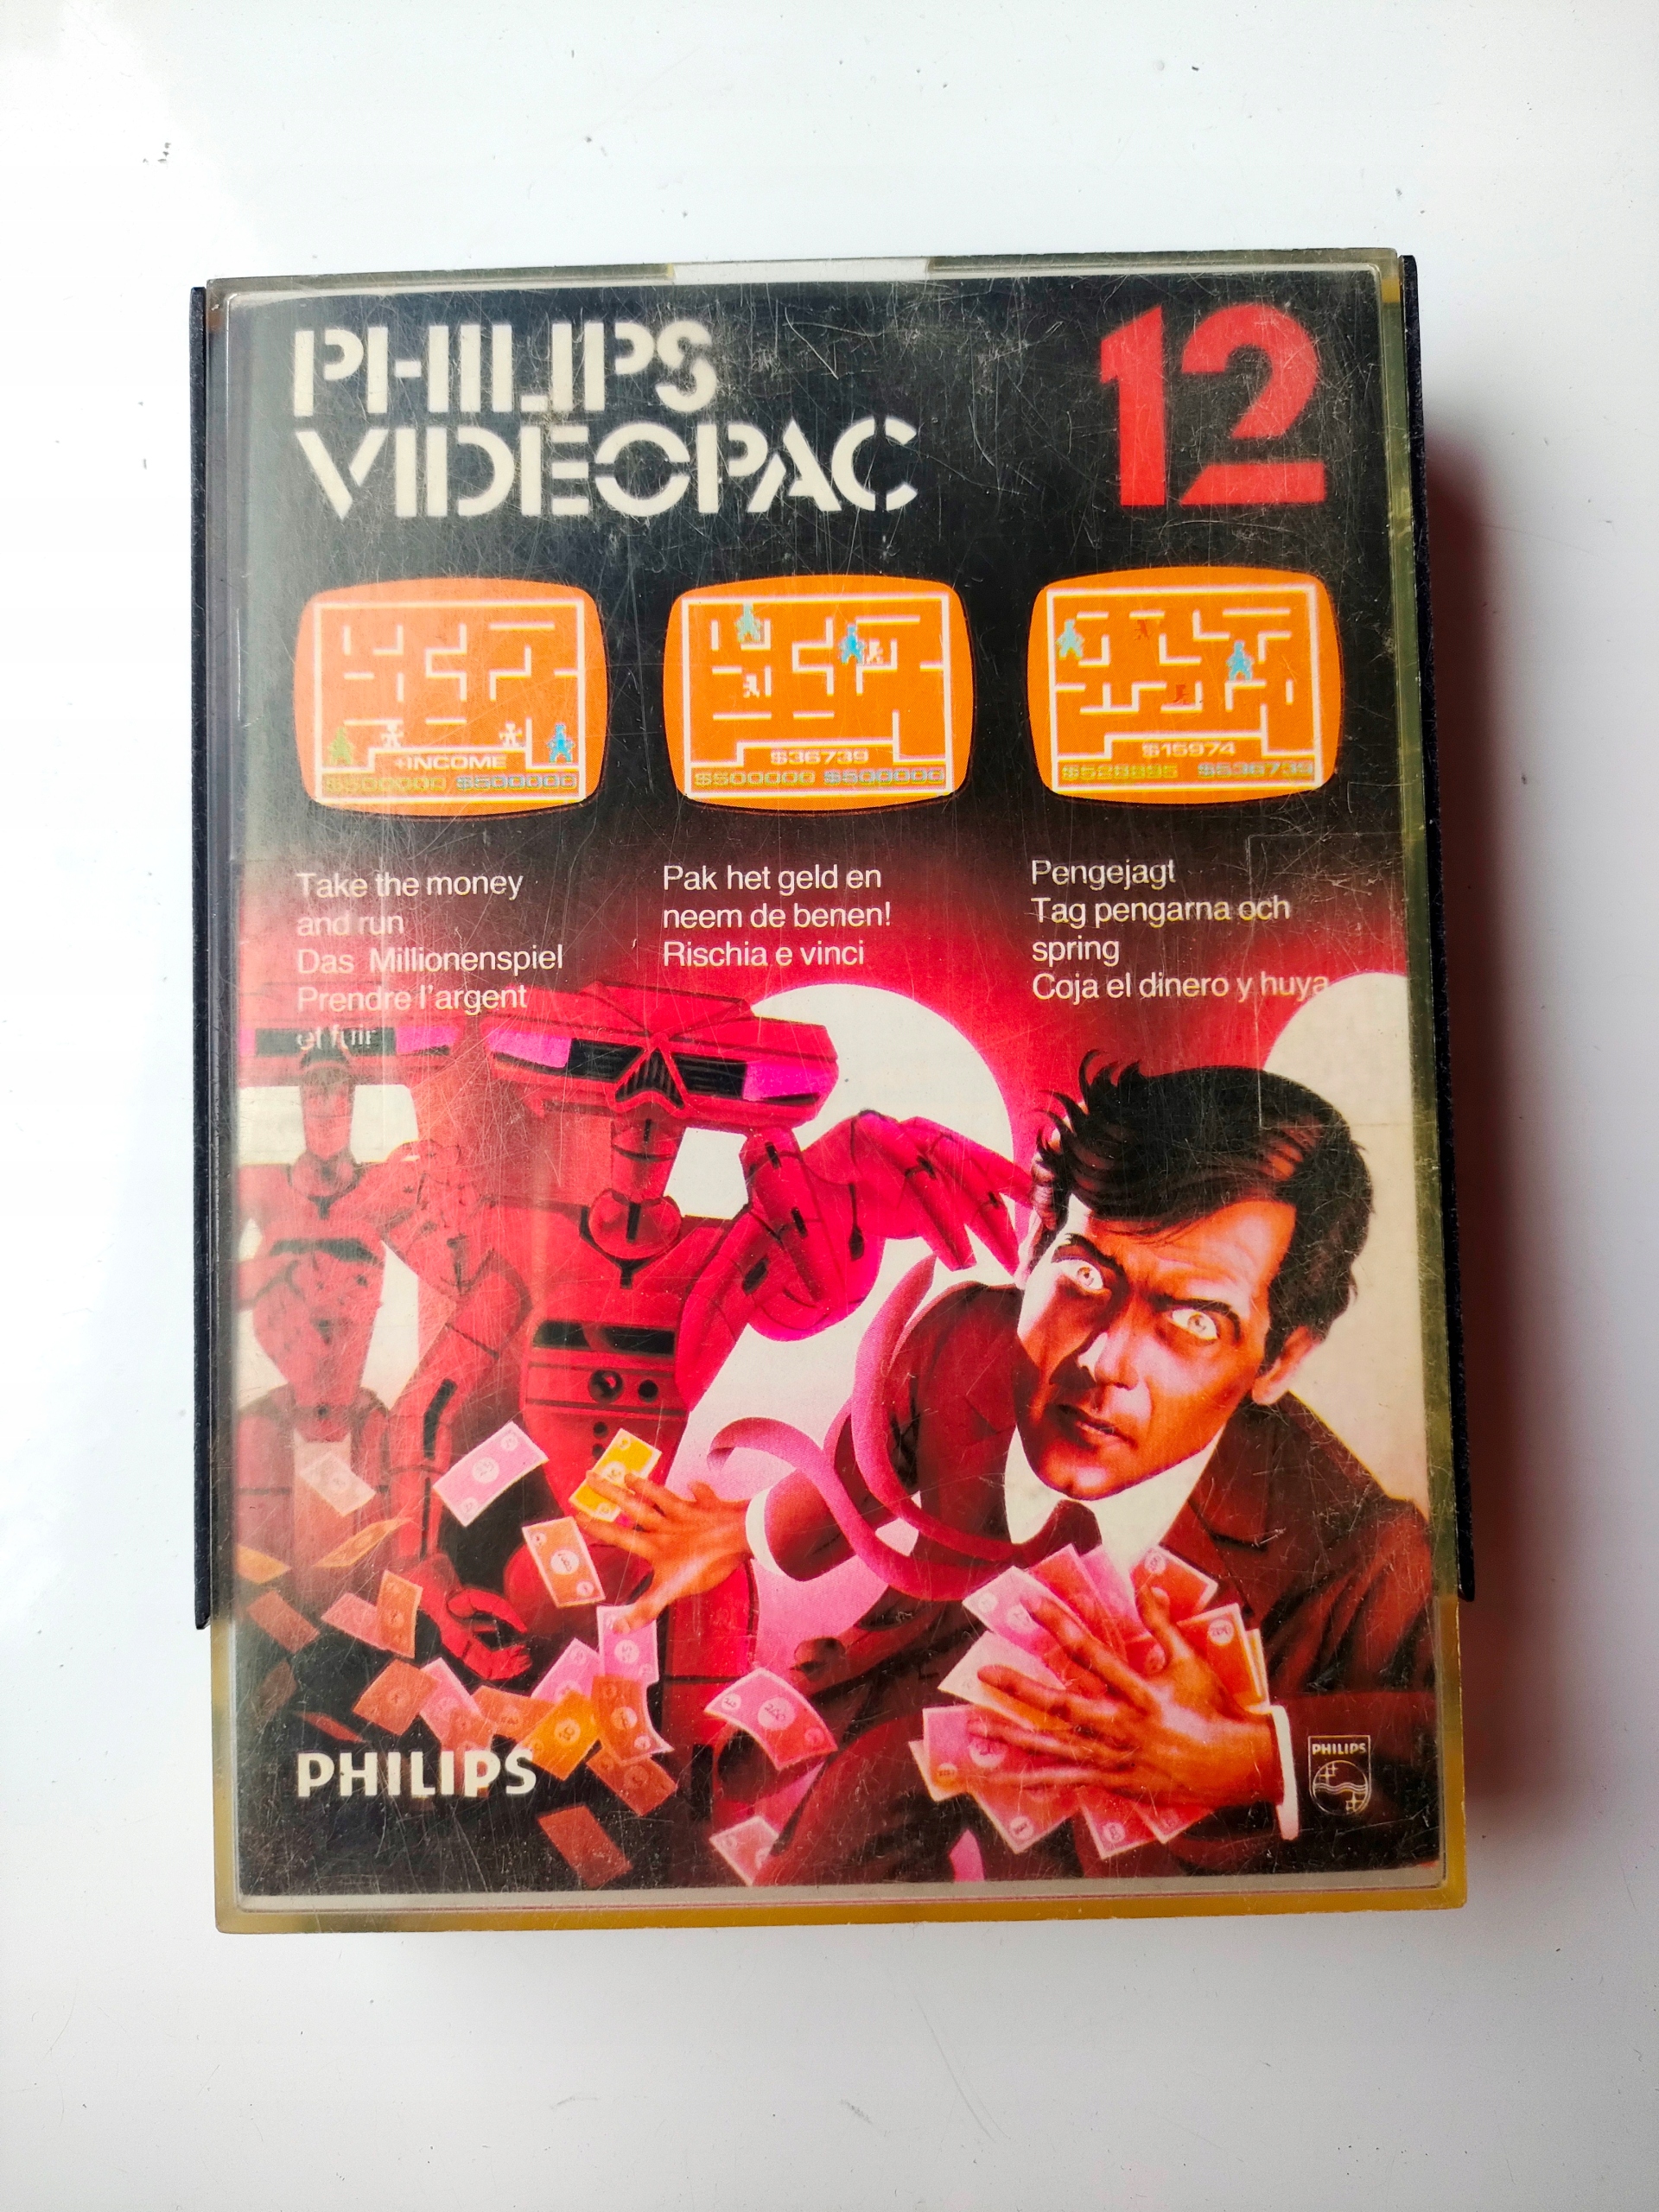 PHILIPS
VIDEOPAC
12
+INCOME
$500000 $500000
$36739
$500000 $500000
$15974
$536739
Take the money
and run
Das Millionenspiel
Prendre l'argent
et fuir
Pak het geld en
neem de benen!
Rischia e vinci
Pengejagt
Tag pengarna och
spring
Coja el dinero y huya
PHILIPS
PHILIPS